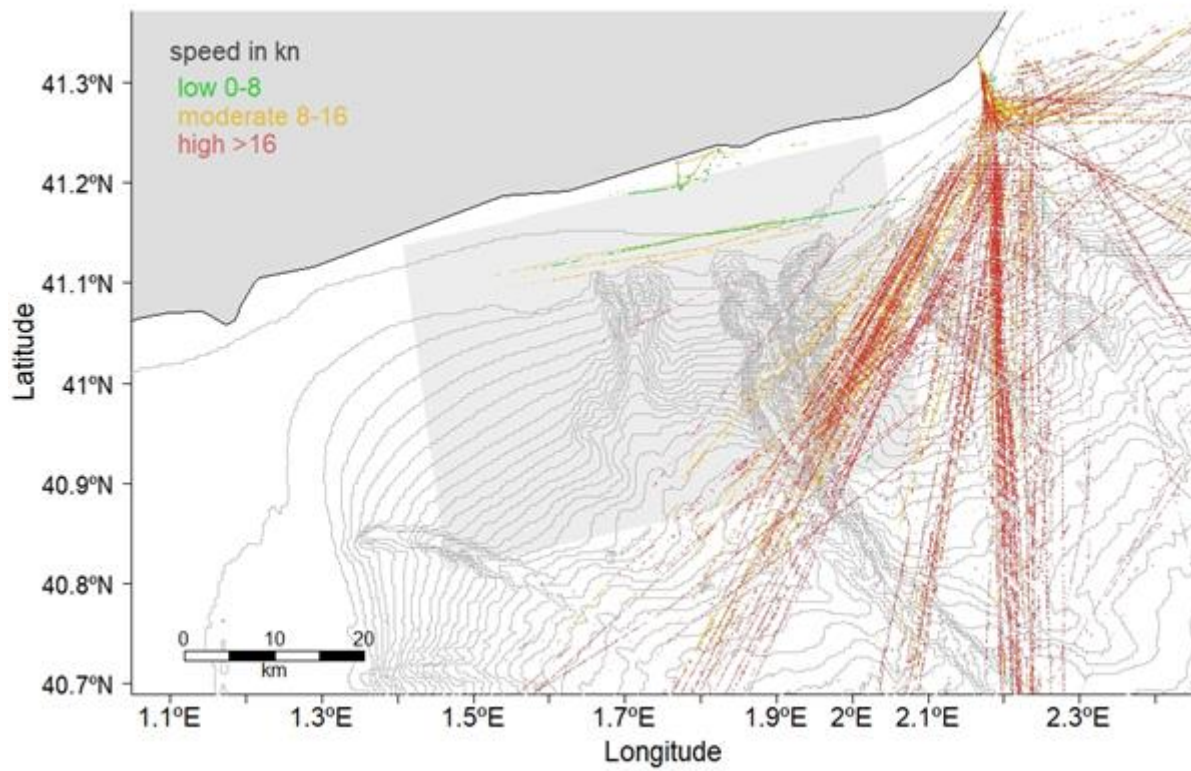 speed in kn
low 0-8
moderate 8-16
high >16
41.3ºN
41.2ºN
41.1ºN
41ºN
40.9ºN
40.8ºN
40.7ºN
Latitude
0 10 20
km
1.1ºE 1.3ºE 1.5ºE 1.7ºE 1.9ºE 2ºE 2.1ºE 2.3ºE
Longitude